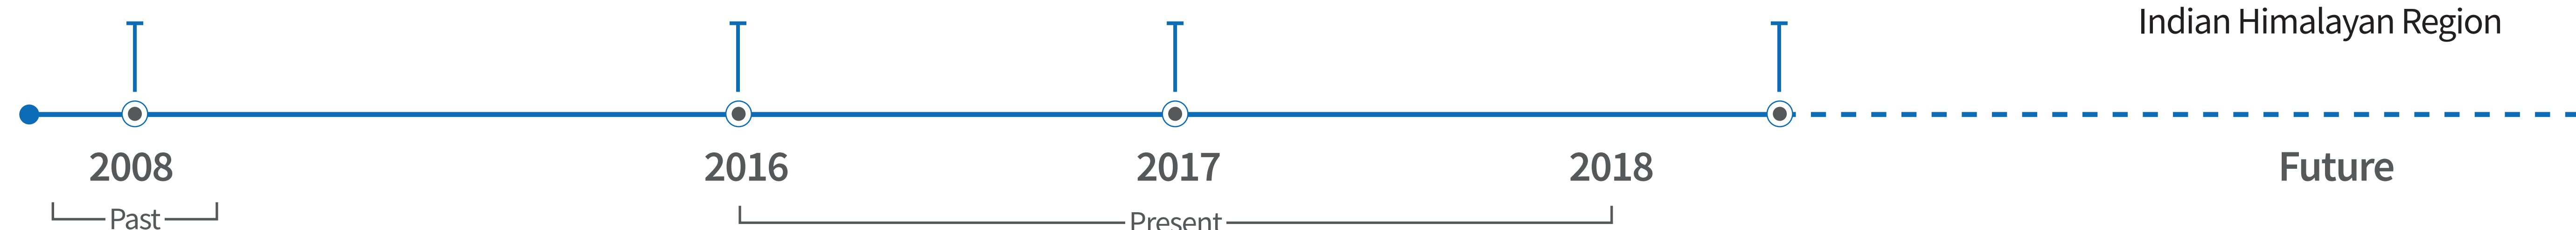 Indian Himalayan Region
2008 2016 2017 2018 Future
Past Present